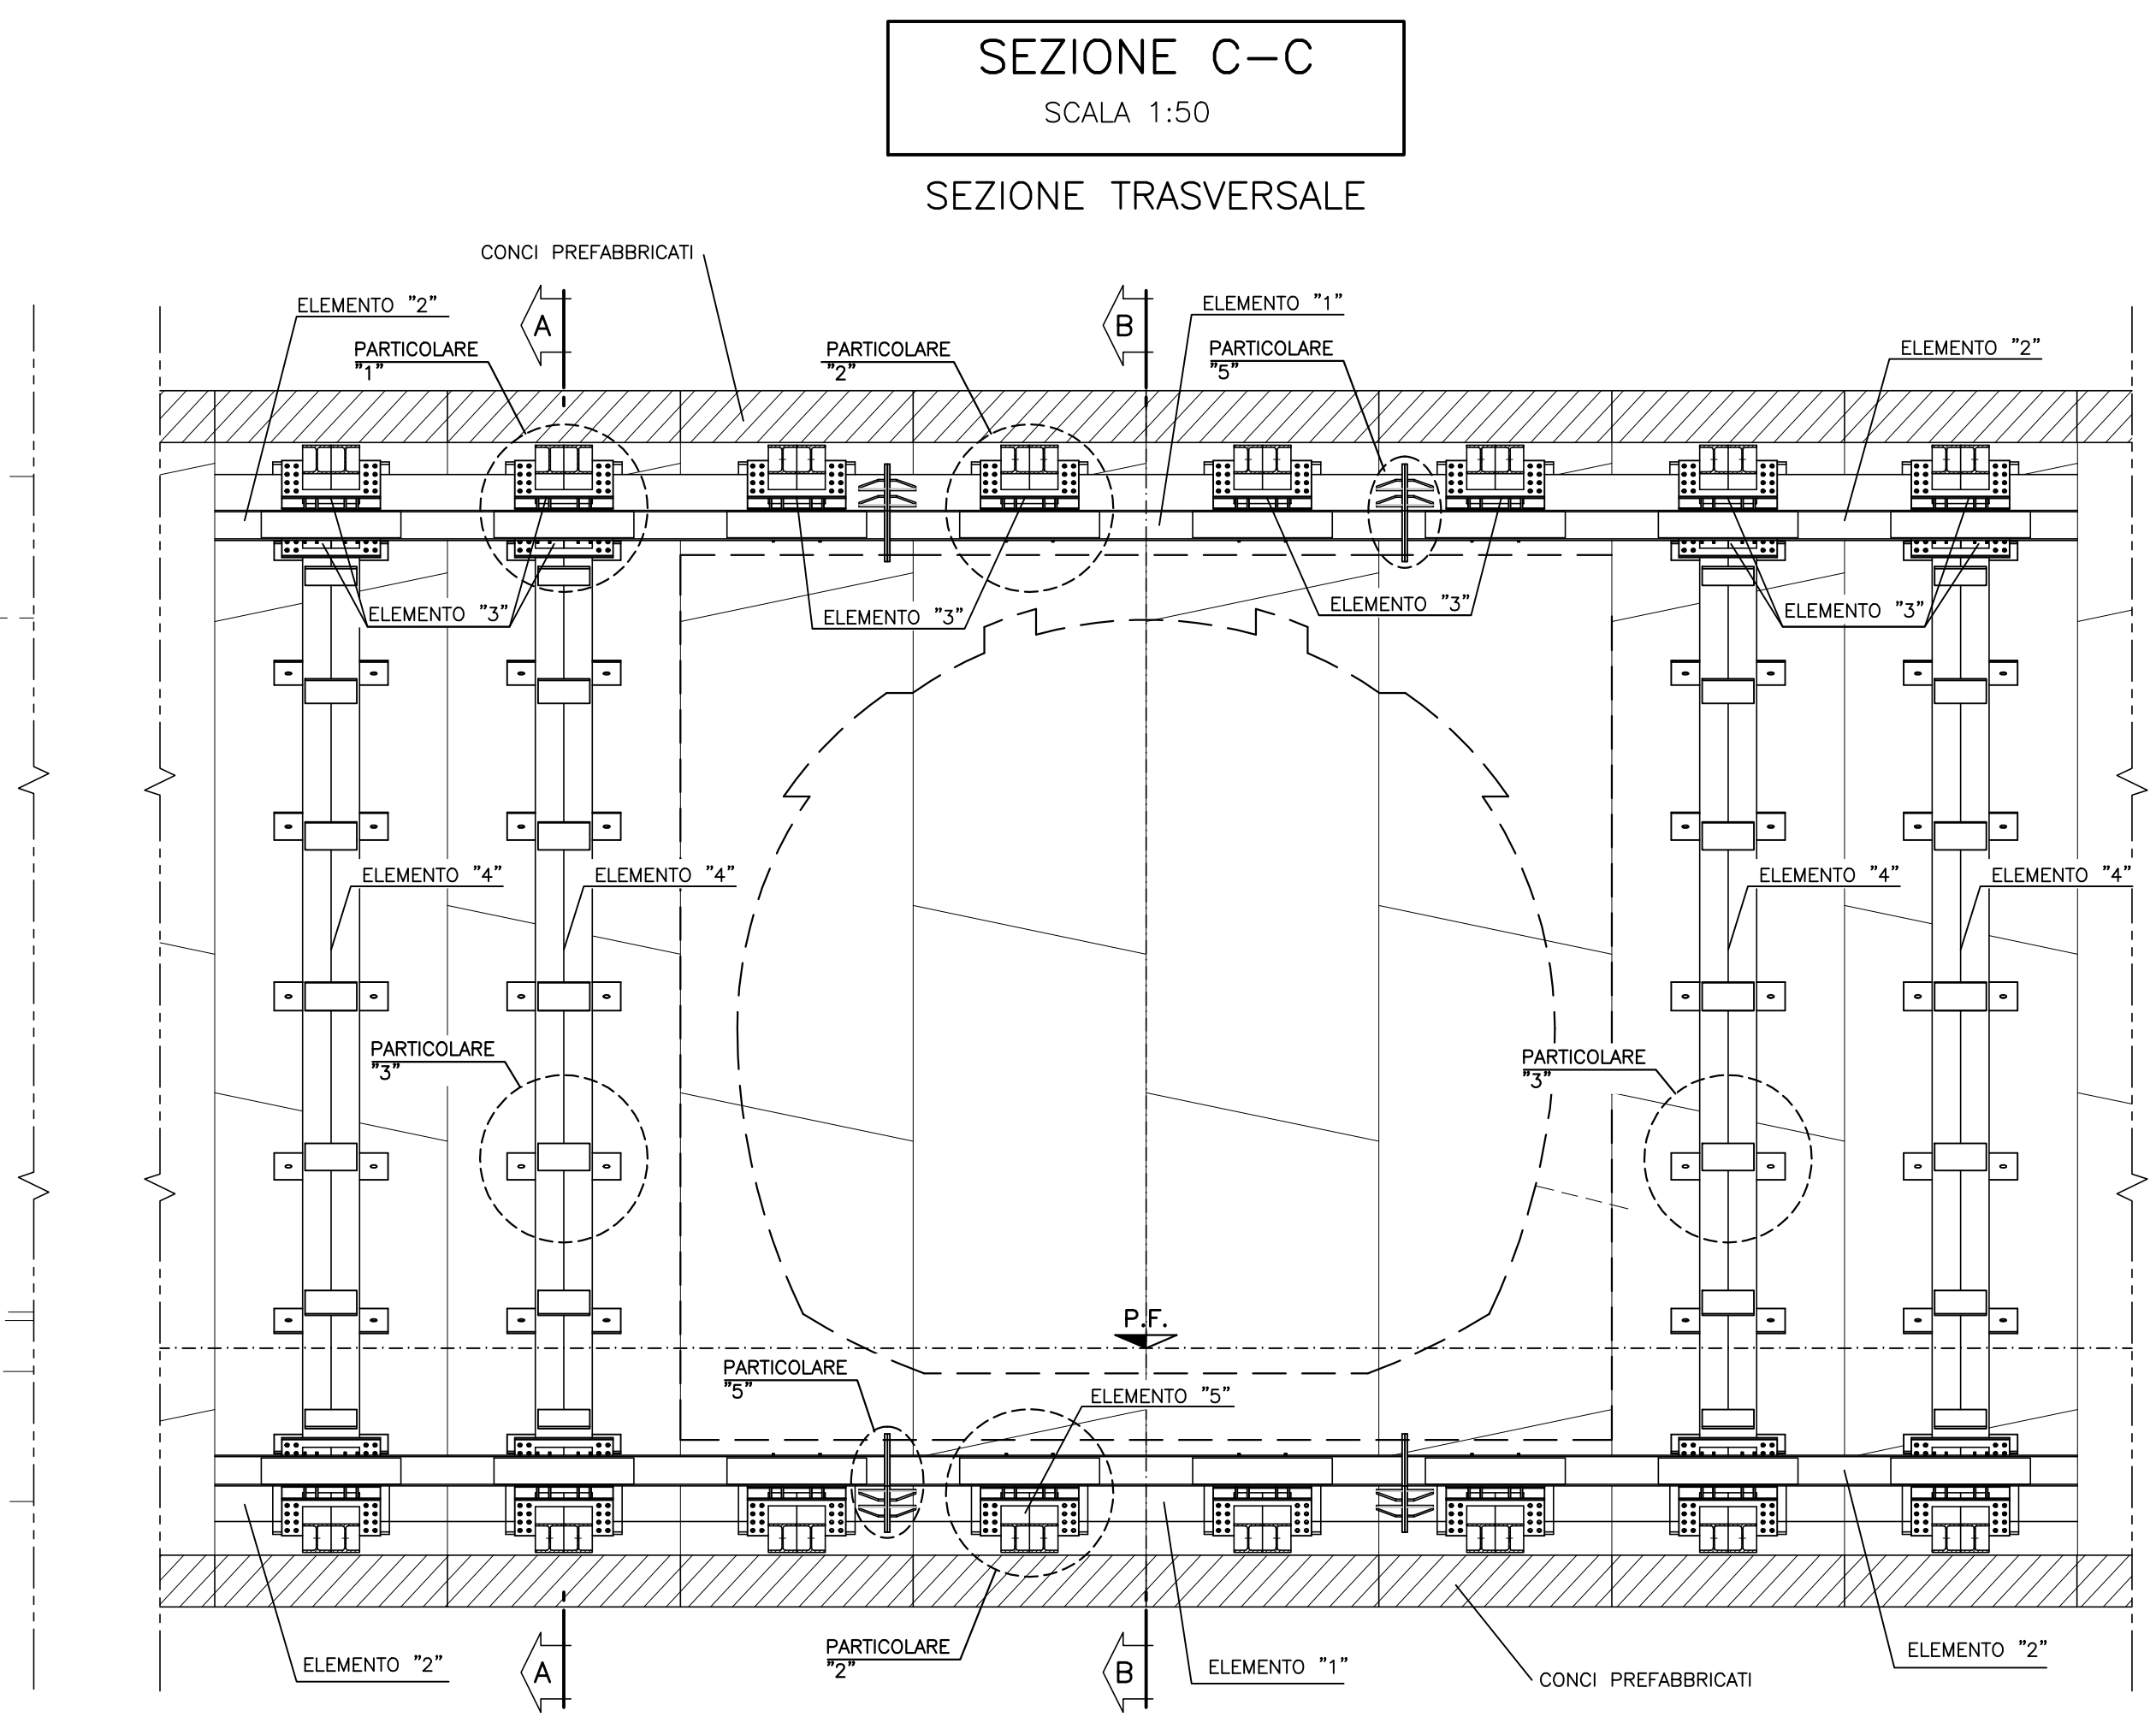 SEZIONE C-C
SCALA 1:50
SEZIONE TRASVERSALE
CONCI PREFABBRICATI
ELEMENTO "2"
A
B
ELEMENTO "1"
PARTICOLARE
"1"
PARTICOLARE
"2"
PARTICOLARE
"5"
ELEMENTO "2"
ELEMENTO "3"
ELEMENTO "3"
ELEMENTO "3"
ELEMENTO "3"
ELEMENTO "4"
ELEMENTO "4"
ELEMENTO "4"
ELEMENTO "4"
PARTICOLARE
"3"
PARTICOLARE
"3"
P.F.
PARTICOLARE
"5"
ELEMENTO "5"
ELEMENTO "2"
A
PARTICOLARE
"2"
B
ELEMENTO "1"
CONCI PREFABBRICATI
ELEMENTO "2"